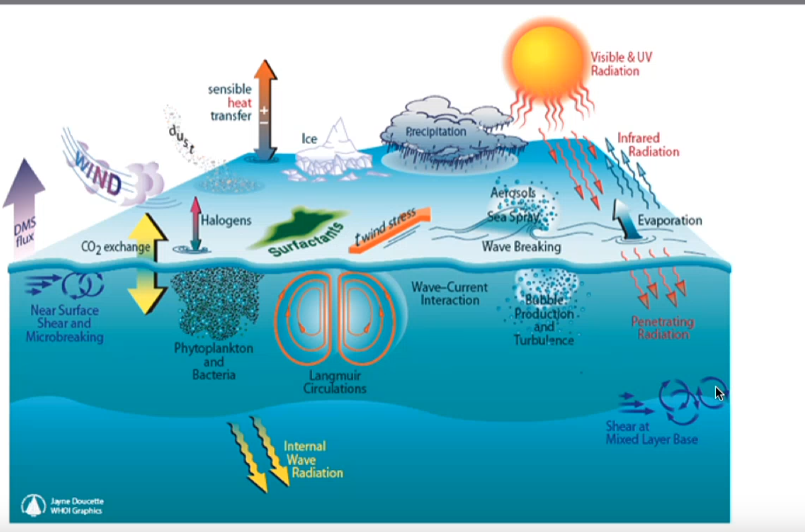 Visible & UV
Radiation
sensible
heat
transfer
+
−
dust
Ice
Precipitation
Infrared
Radiation
WIND
Aerosols
Sea Spray
Evaporation
DMS
flux
Halogens
Surfactants
τwind stress
CO2 exchange
Wave Breaking
Near Surface
Shear and
Microbreaking
Wave–Current
Interaction
Bubble
Production
and
Turbulence
Penetrating
Radiation
Phytoplankton
and
Bacteria
Langmuir
Circulations
Shear at
Mixed Layer Base
Internal
Wave
Radiation
Jayne Doucette
WHOI Graphics